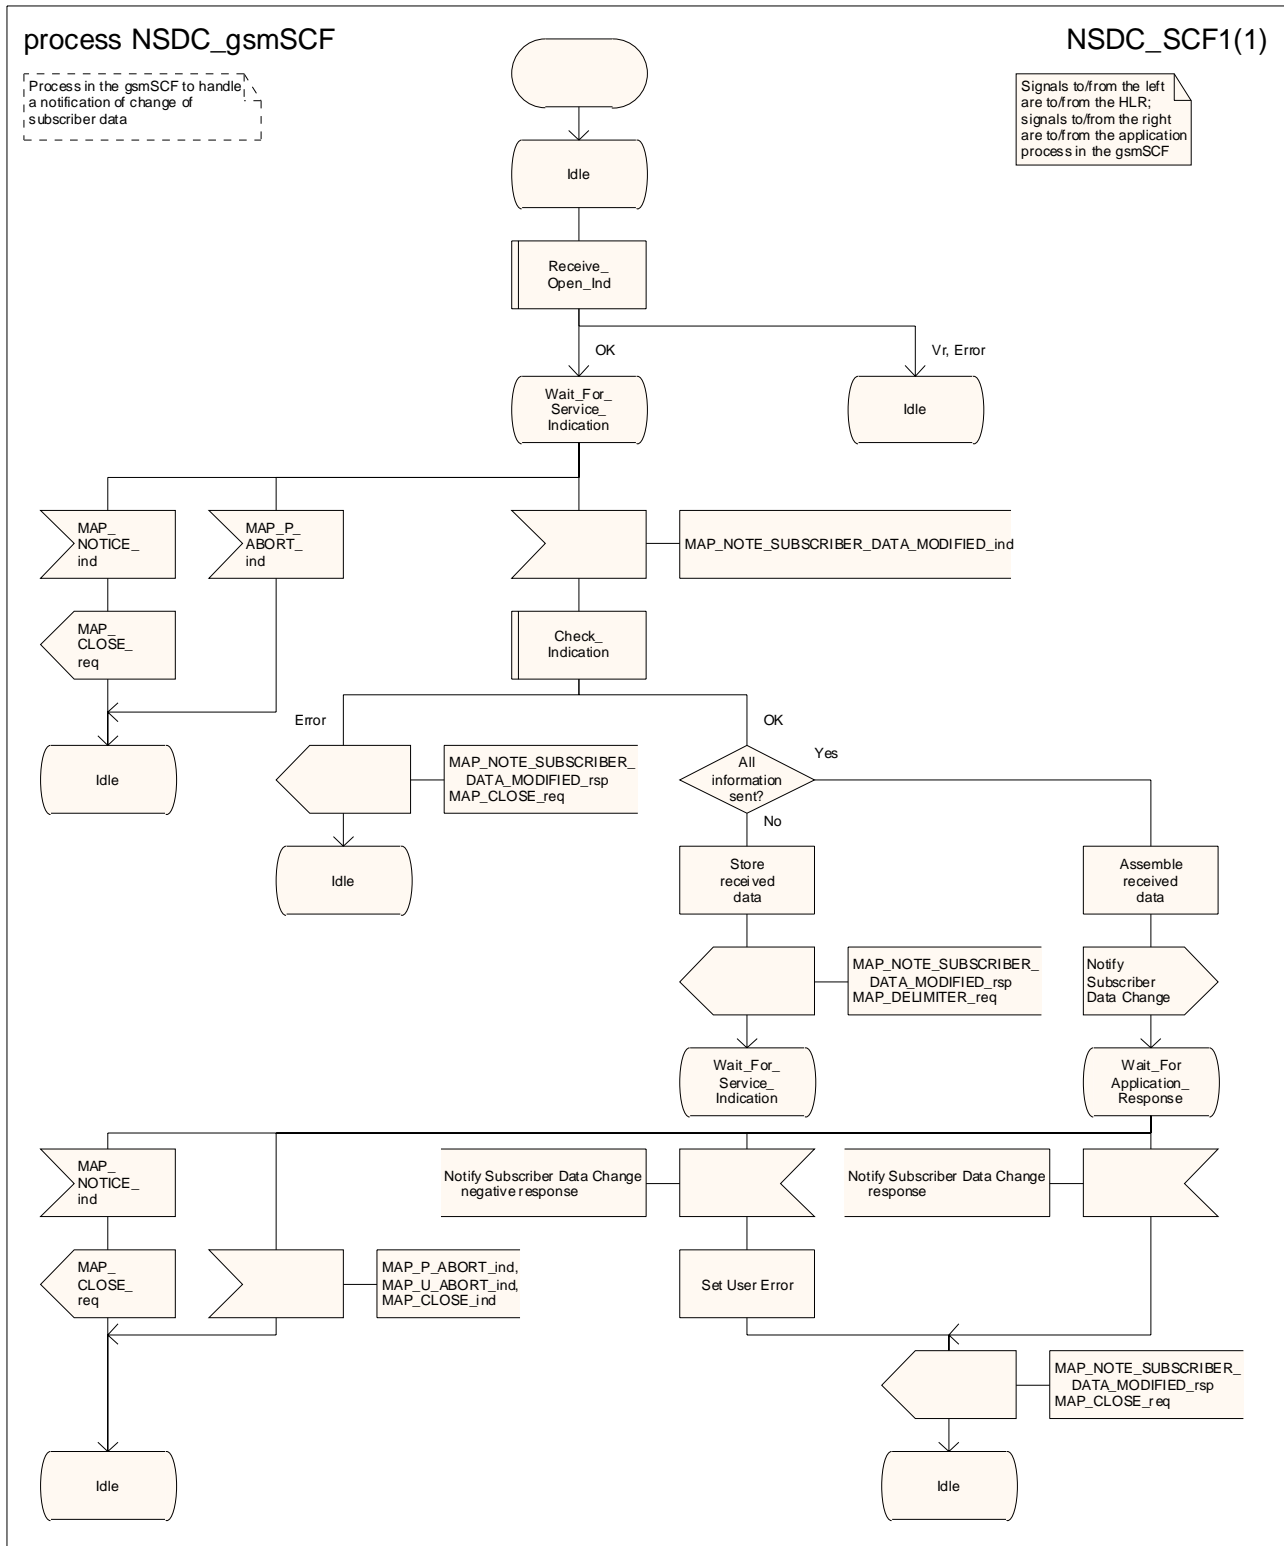 process NSDC_gsmSCF
NSDC_SCF1(1)
Process in the gsmSCF to handle
a notification of change of
subscriber data
Signals to/from the left
are to/from the HLR;
signals to/from the right
are to/from the application
process in the gsmSCF
Idle
Receive_
Open_Ind
OK
Vr, Error
Wait_For_
Service_
Indication
Idle
MAP_
NOTICE_
ind
MAP_P_
ABORT_
ind
MAP_NOTE_SUBSCRIBER_DATA_MODIFIED_ind
MAP_
CLOSE_
req
Check_
Indication
Error
OK
Idle
MAP_NOTE_SUBSCRIBER_
DATA_MODIFIED_rsp
MAP_CLOSE_req
All
information
sent?
Yes
No
Idle
Store
received
data
Assemble
received
data
MAP_NOTE_SUBSCRIBER_
DATA_MODIFIED_rsp
MAP_DELIMITER_req
Notify
Subscriber
Data Change
Wait_For_
Service_
Indication
Wait_For
Application_
Response
MAP_
NOTICE_
ind
Notify Subscriber Data Change
negative response
Notify Subscriber Data Change
response
MAP_
CLOSE_
req
MAP_P_ABORT_ind,
MAP_U_ABORT_ind,
MAP_CLOSE_ind
Set User Error
MAP_NOTE_SUBSCRIBER_
DATA_MODIFIED_rsp
MAP_CLOSE_req
Idle
Idle